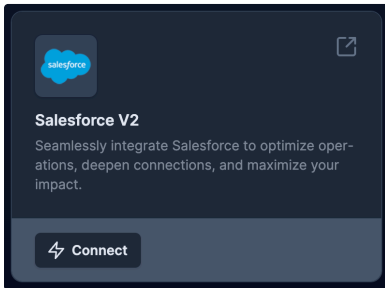 salesforce
Salesforce V2
Seamlessly integrate Salesforce to optimize oper-
ations, deepen connections, and maximize your
impact.
Connect